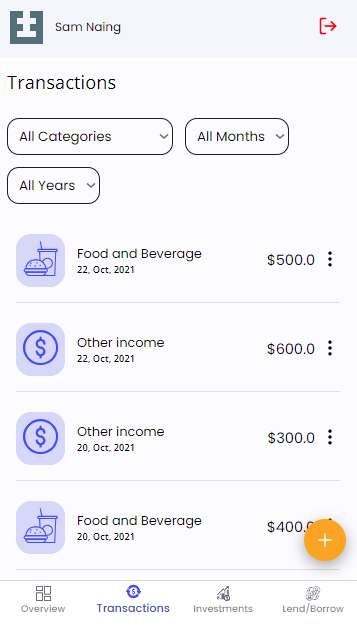 Sam Naing
Transactions
All Categories
All Months
All Years
Food and Beverage
$500.0
22, Oct, 2021
Other income
$600.0
22, Oct, 2021
Other income
$300.0
20, Oct, 2021
Food and Beverage
$400.
20, Oct, 2021
Overview
Transactions
Investments
Lend/Borrow